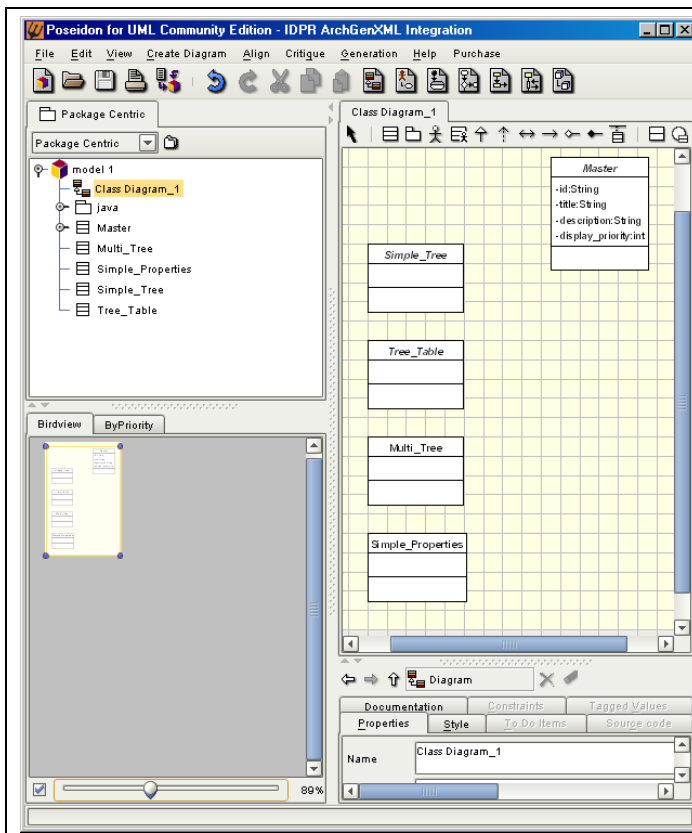 Poseidon for UML Community Edition - IDPR ArchGenXML Integration
File Edit View Create Diagram Align Critique Generation Help Purchase
Package Centric
Package Centric
model 1
Class Diagram_1
java
Master
Multi_Tree
Simple_Properties
Simple_Tree
Tree_Table
Birdview ByPriority
89%
Class Diagram_1
Master
-id:String
-title:String
-description:String
-display_priority:int
Simple_Tree
Tree_Table
Multi_Tree
Simple_Properties
Diagram
Documentation Constraints Tagged Values
Properties Style To Do Items Source code
Name Class Diagram_1